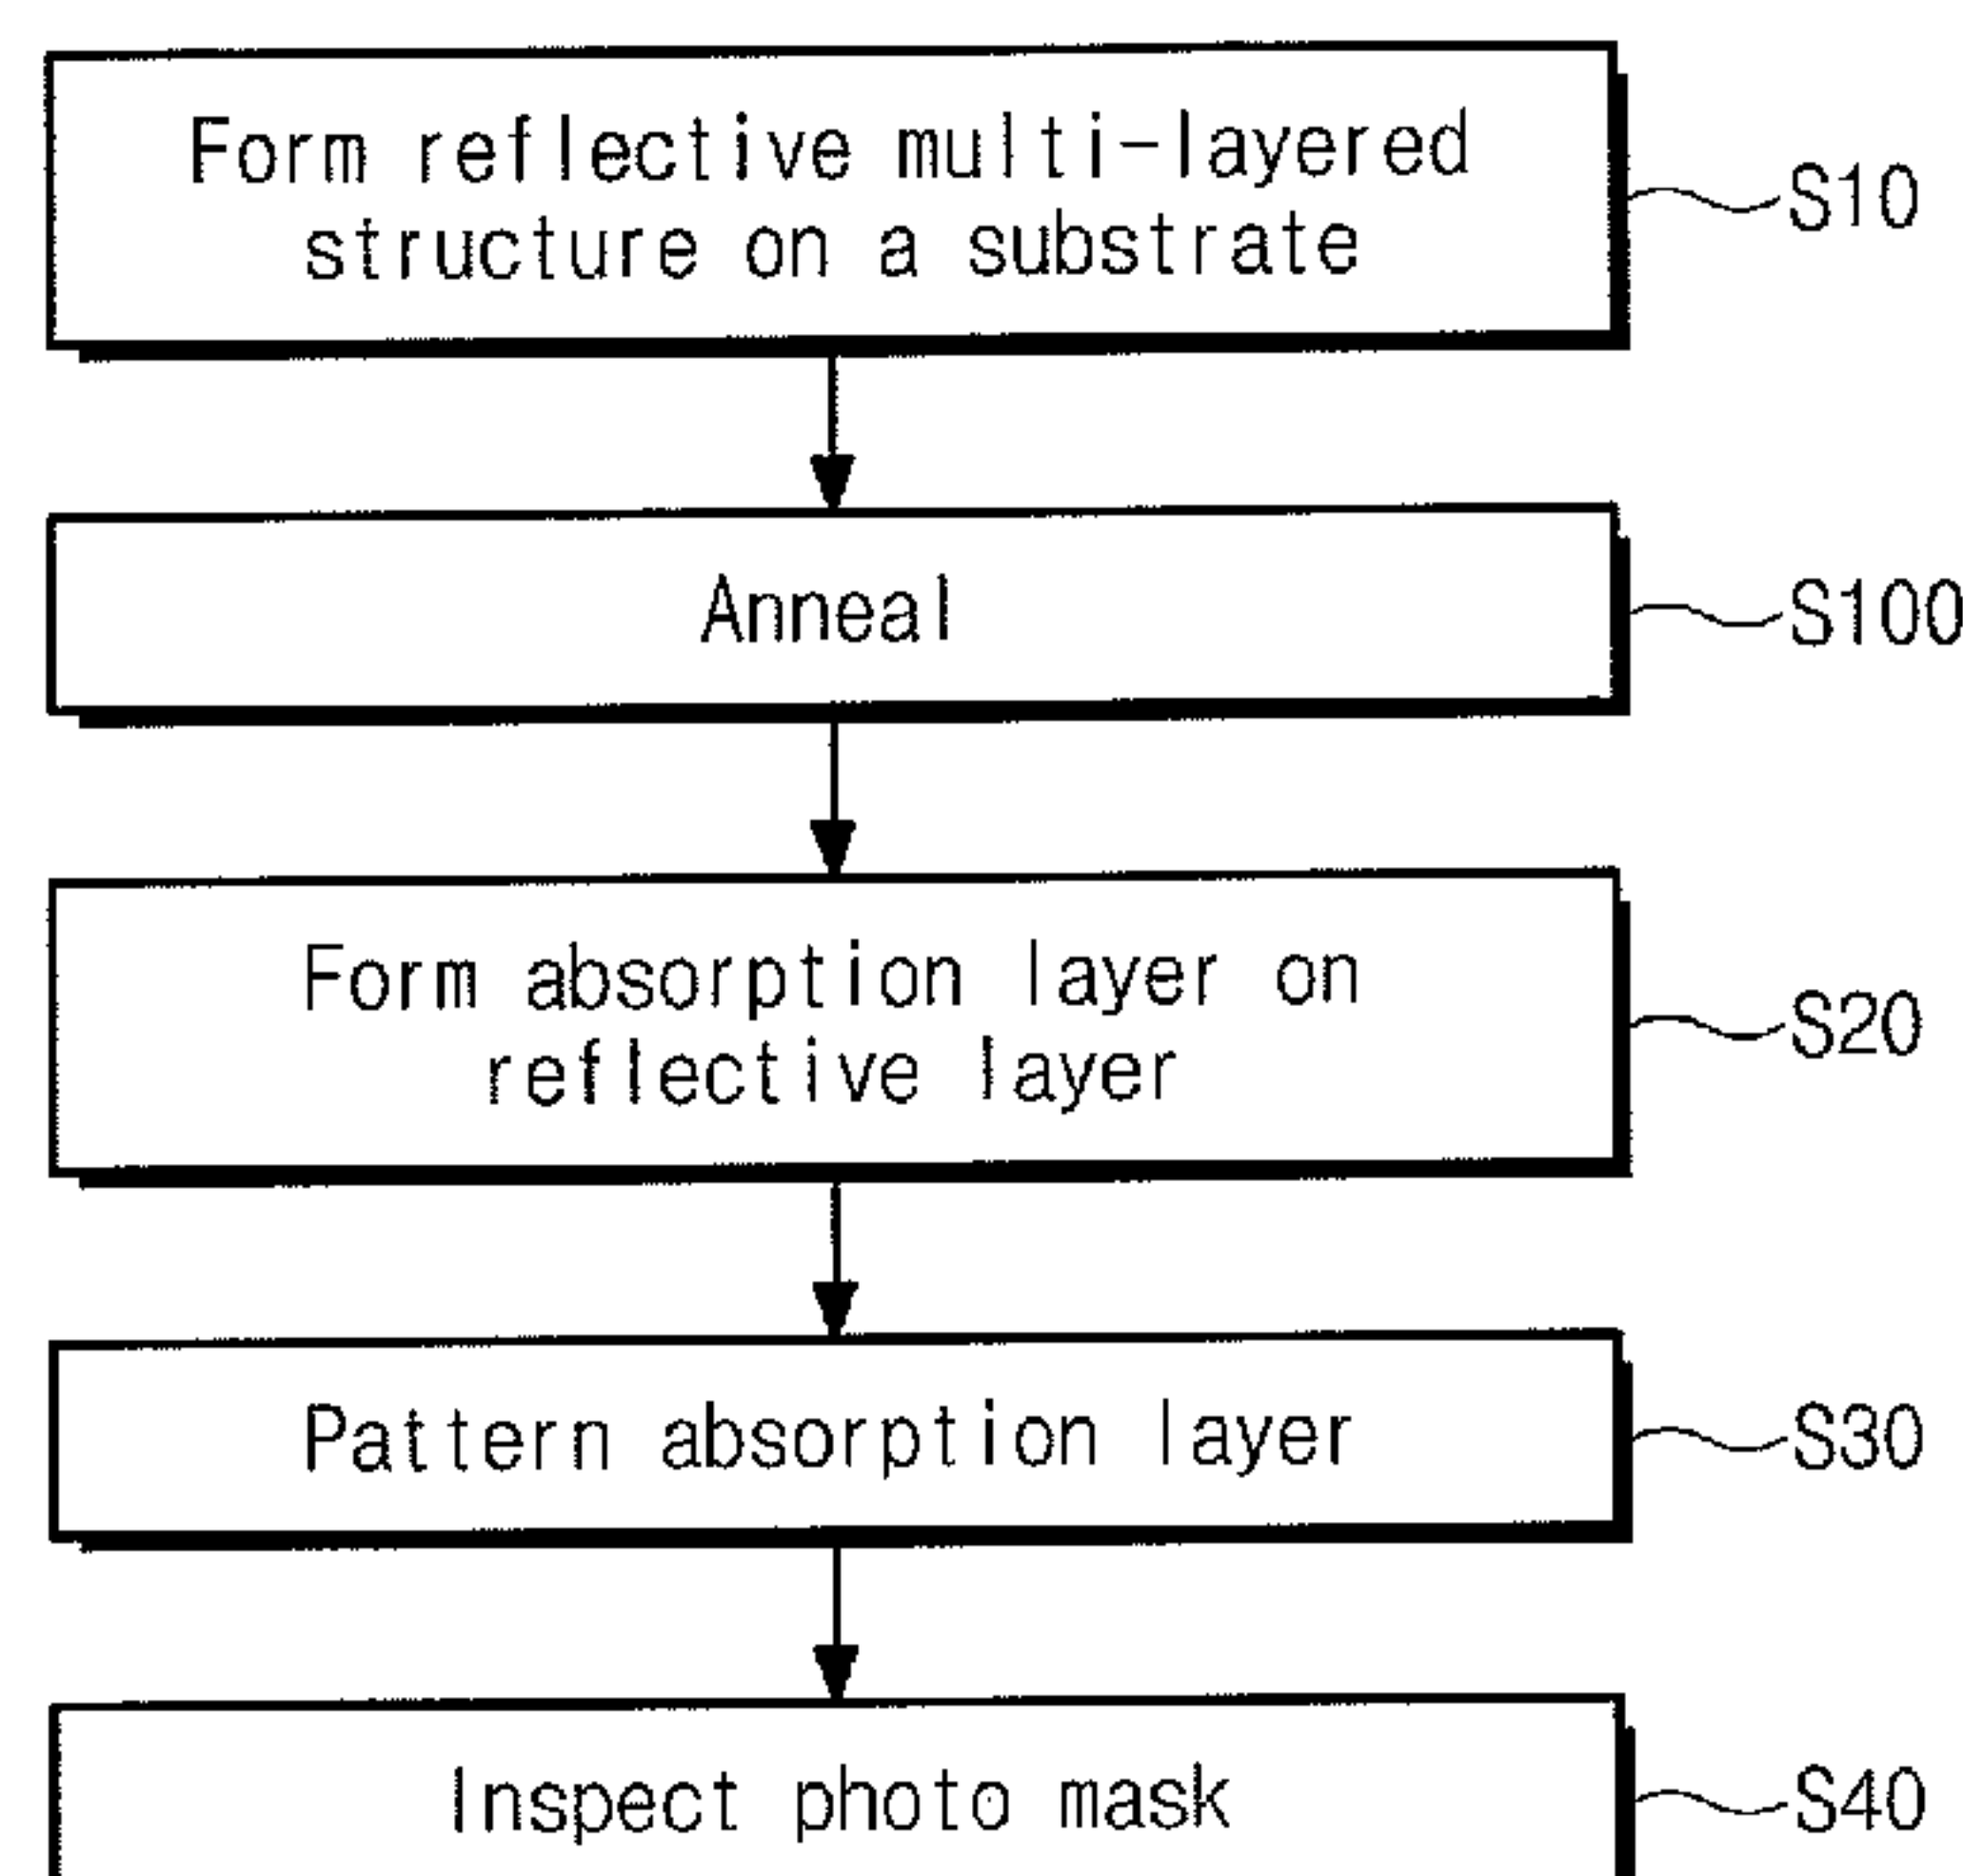 Form reflective multi-layered
structure on a substrate
S10
Anneal
S100
Form absorption layer on
reflective layer
S20
Pattern absorption layer
S30
Inspect photo mask
S40